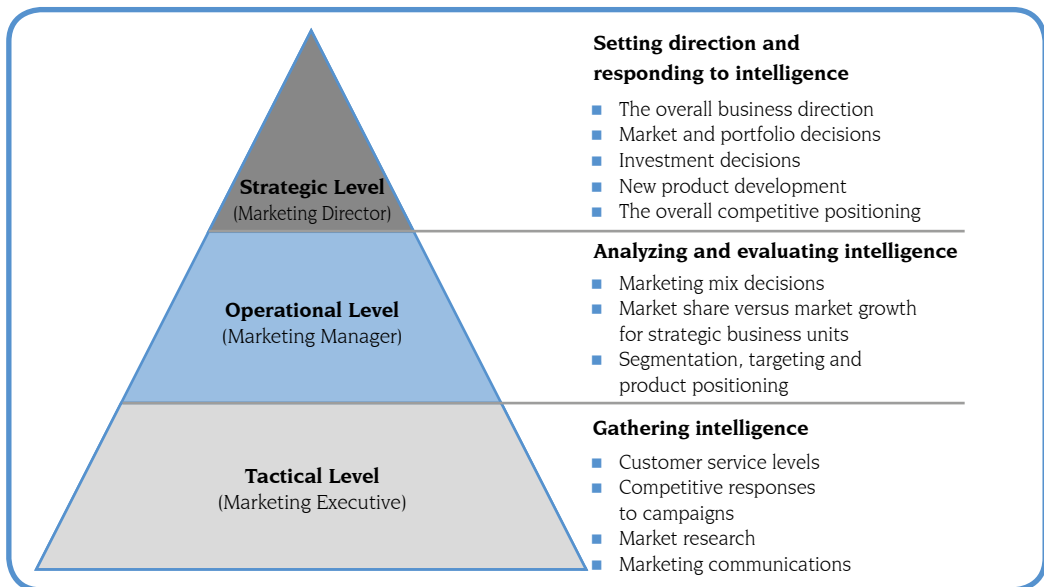 Setting direction and
responding to intelligence
The overall business direction
Market and portfolio decisions
Investment decisions
New product development
The overall competitive positioning
Strategic Level
(Marketing Director)
Analyzing and evaluating intelligence
Marketing mix decisions
Market share versus market growth
for strategic business units
Segmentation, targeting and
product positioning
Operational Level
(Marketing Manager)
Gathering intelligence
Customer service levels
Competitive responses
to campaigns
Market research
Marketing communications
Tactical Level
(Marketing Executive)